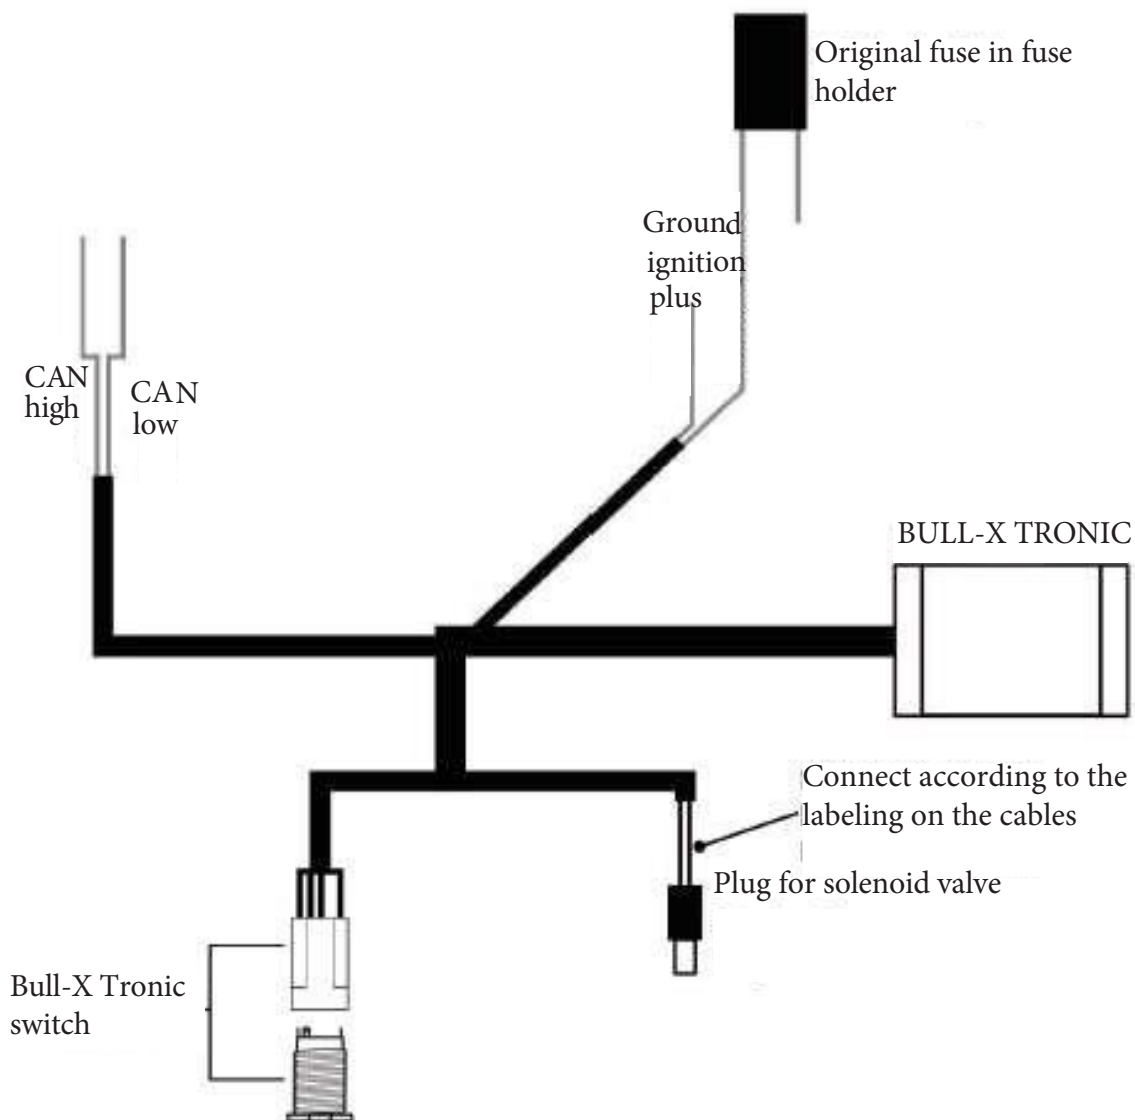 Original fuse in fuse
holder
Ground
ignition
plus
CAN
high
CAN
low
BULL-X TRONIC
Connect according to the
labeling on the cables
Plug for solenoid valve
Bull-X Tronic
switch